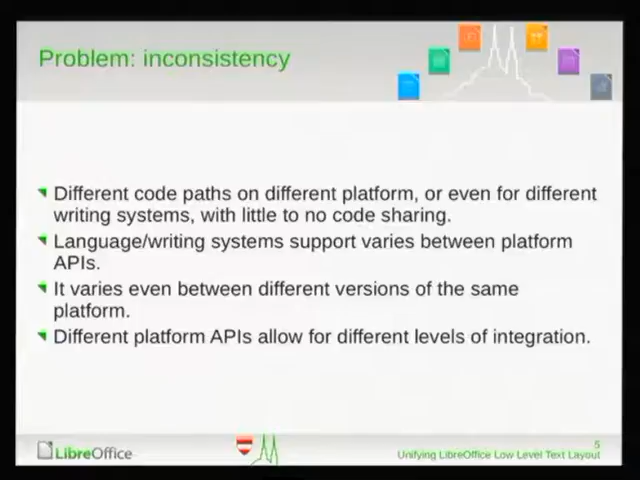 Problem: inconsistency
Different code paths on different platform, or even for different
writing systems, with little to no code sharing.
Language/writing systems support varies between platform
APIs.
It varies even between different versions of the same
platform.
Different platform APIs allow for different levels of integration.
LibreOffice
5
Unifying LibreOffice Low Level Text Layout